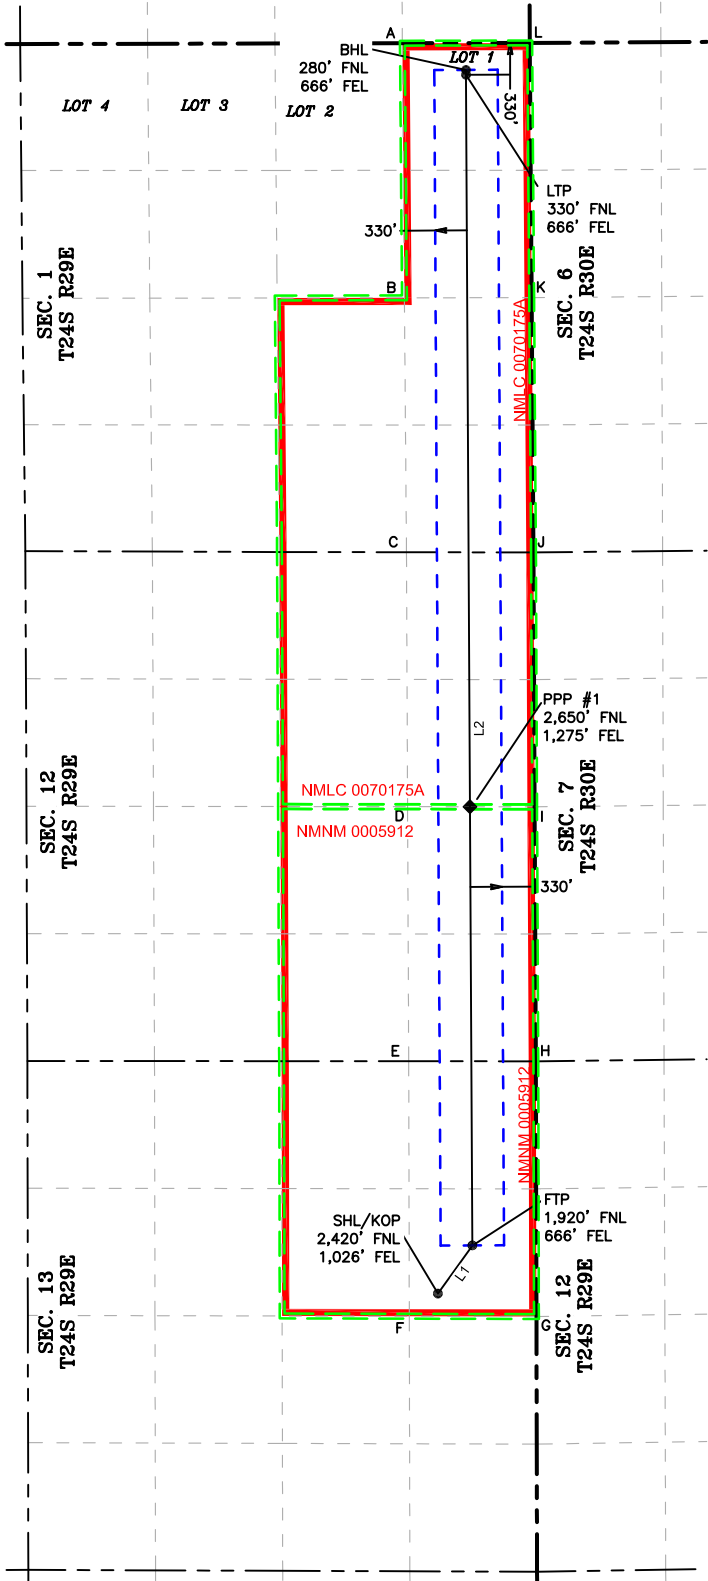 A
L
BHL
280' FNL
666' FEL
LOT 1
LOT 4
LOT 3
LOT 2
330'
LTP
330' FNL
666' FEL
330'
B
K
SEC. 1
T24S R29E
SEC. 6
T24S R30E
NMLC 0070175A
C
J
L2
PPP #1
2,650' FNL
1,275' FEL
NMLC 0070175A
D
I
NMNM 0005912
SEC. 12
T24S R29E
SEC. 7
T24S R30E
330'
E
H
NMNM 0005912
FTP
1,920' FNL
666' FEL
SHL/KOP
2,420' FNL
1,026' FEL
L1
SEC. 13
T24S R29E
SEC. 12
T24S R29E
F
G